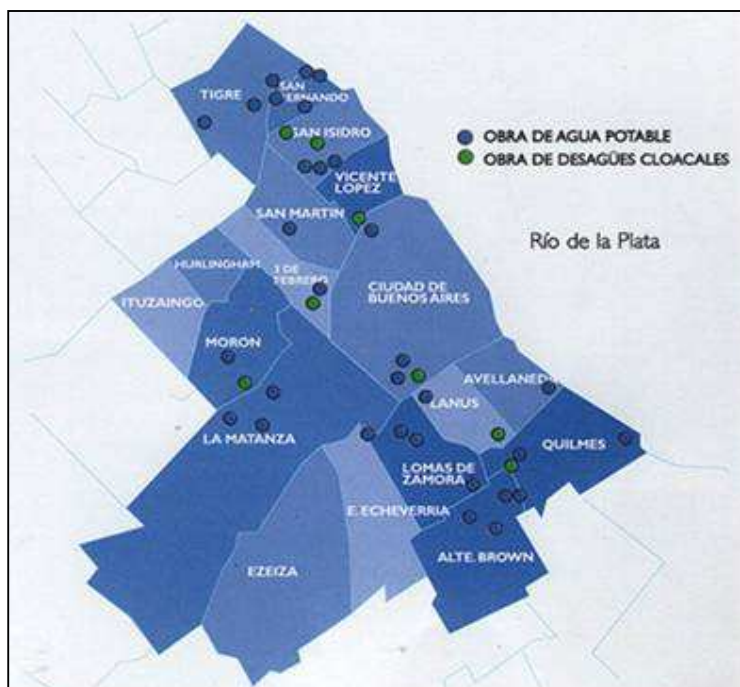 TIGRE
SAN
FERNANDO
SAN ISIDRO
OBRA DE AGUA POTABLE
OBRA DE DESAGÜES CLOACALES
VICENTE
LOPEZ
SAN MARTIN
Río de la Plata
HURLINGHAM
3 DE
FEBRERO
CIUDAD DE
BUENOS AIRES
ITUZAINGO
MORON
AVELLANEDA
LANUS
LA MATANZA
QUILMES
LOMAS DE
ZAMORA
E. ECHEVERRIA
ALTE. BROWN
EZEIZA